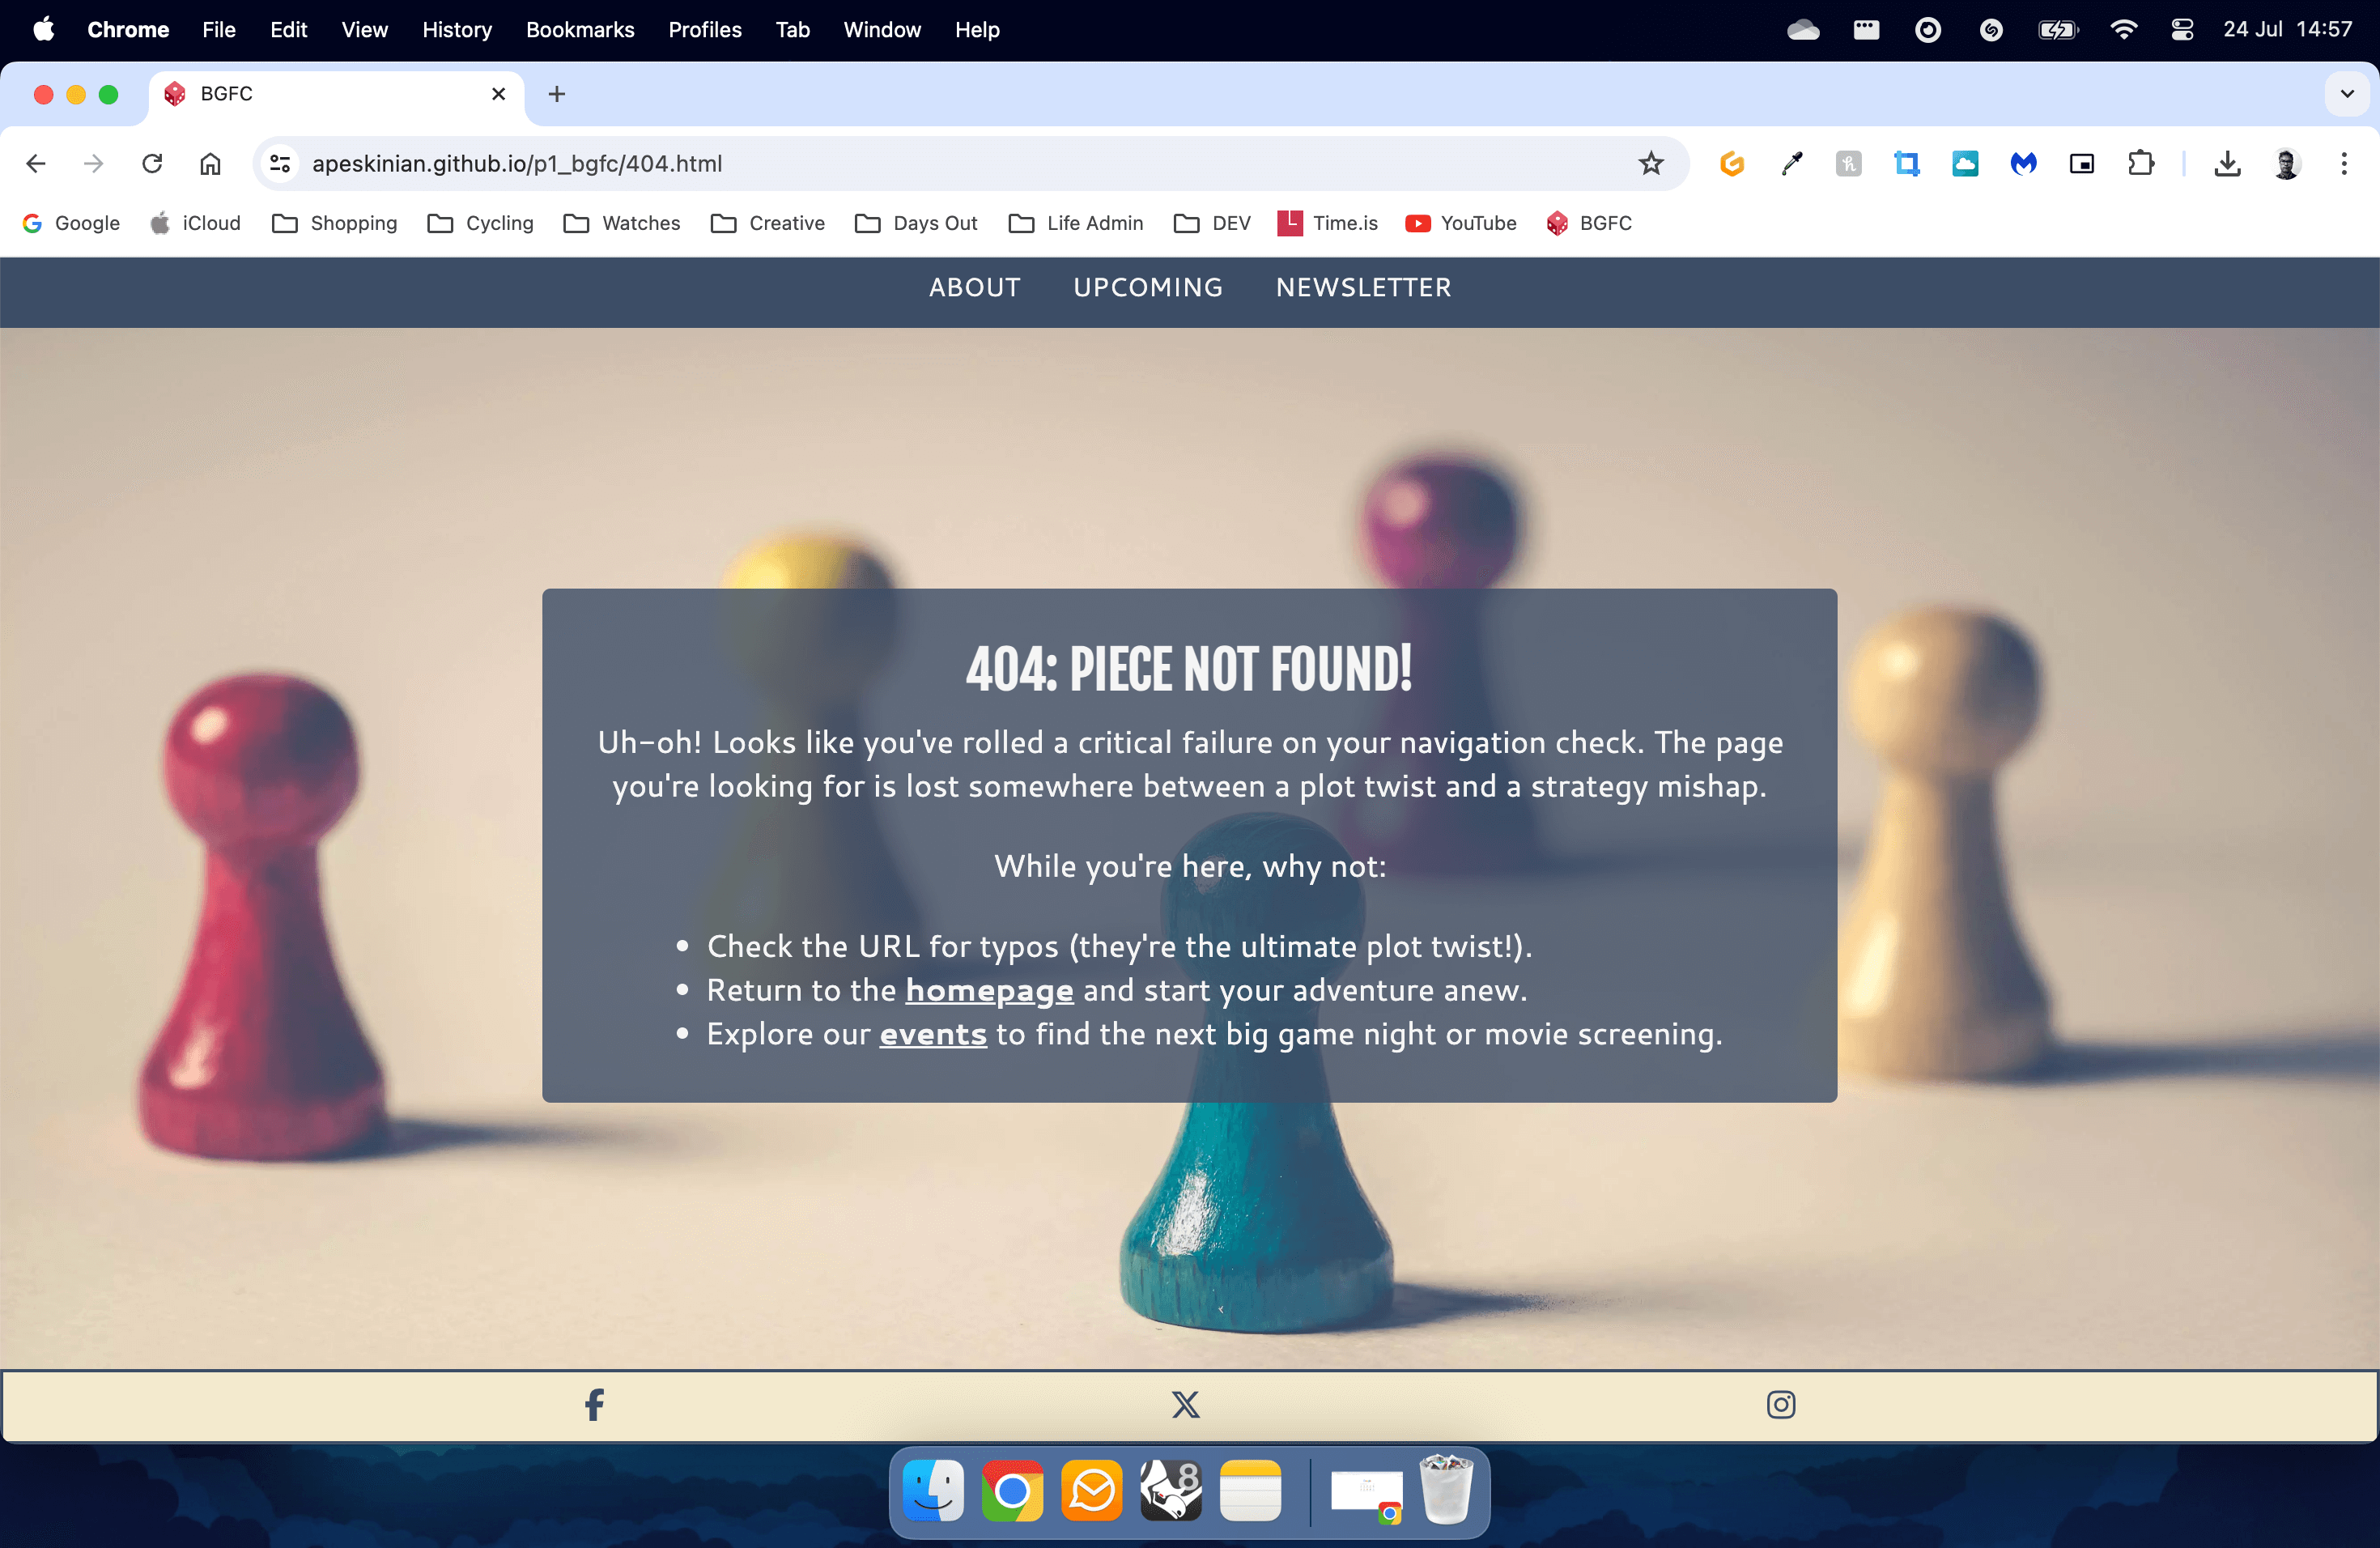 Chrome File Edit View History Bookmarks Profiles Tab Window Help 24 Jul 14:57
BGFC
apeskinian.github.io/p1_bgfc/404.html
Google iCloud Shopping Cycling Watches Creative Days Out Life Admin DEV Time.is YouTube BGFC
ABOUT UPCOMING NEWSLETTER
404: PIECE NOT FOUND!
Uh-oh! Looks like you've rolled a critical failure on your navigation check. The page
you're looking for is lost somewhere between a plot twist and a strategy mishap.
While you're here, why not:
• Check the URL for typos (they're the ultimate plot twist!).
• Return to the homepage and start your adventure anew.
• Explore our events to find the next big game night or movie screening.
8